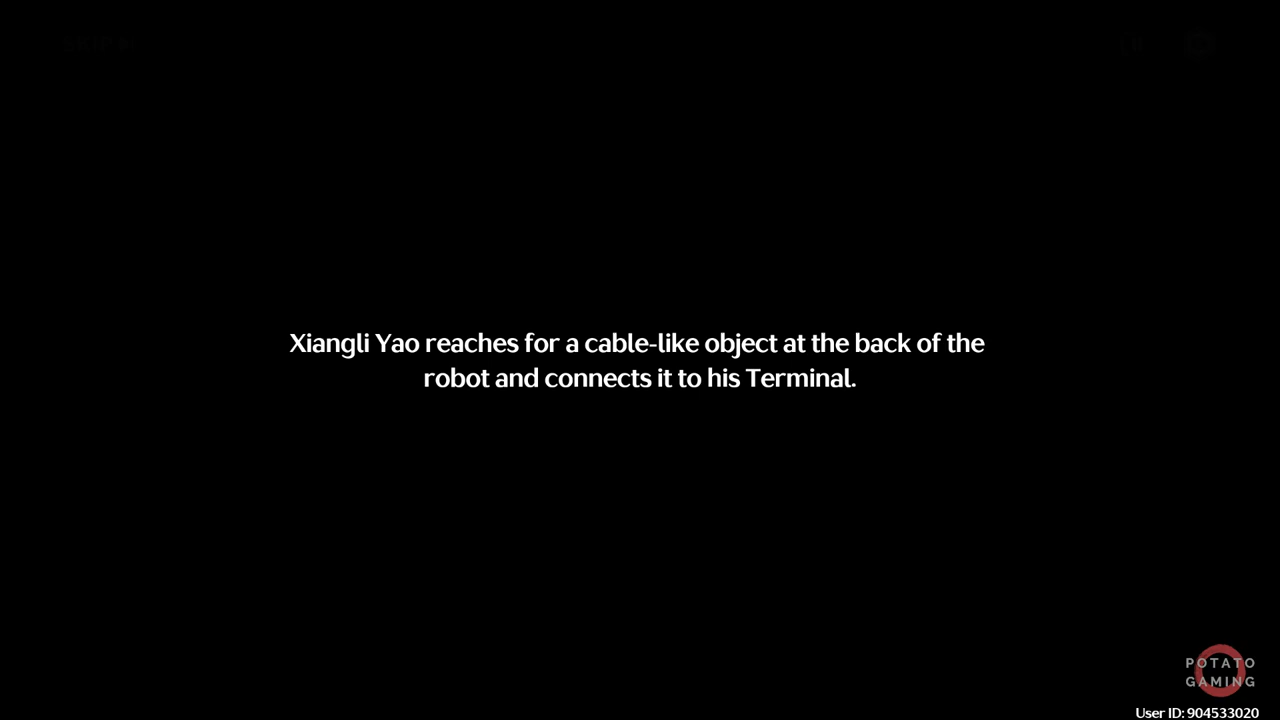 Xiangli Yao reaches for a cable-like object at the back of the
robot and connects it to his Terminal.
POTATO
GAMING
User ID: 904533020